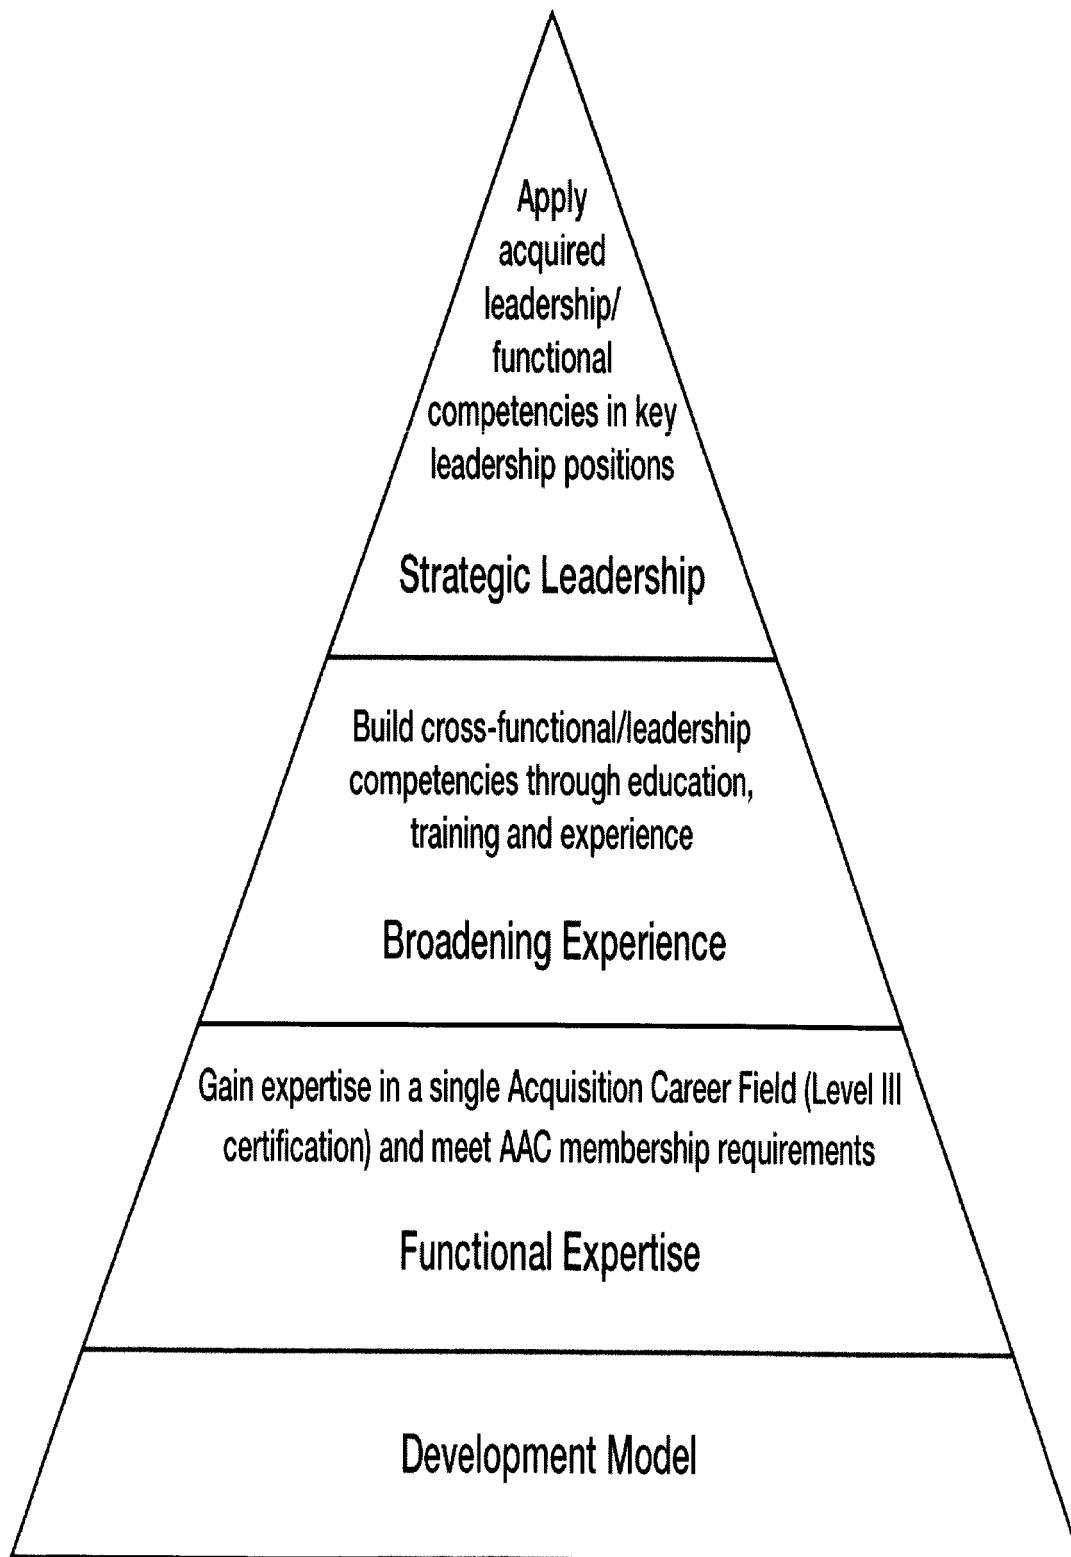 Apply
acquired
leadership/
functional
competencies in key
leadership positions
Strategic Leadership
Build cross-functional/leadership
competencies through education,
training and experience
Broadening Experience
Gain expertise in a single Acquisition Career Field (Level III
certification) and meet AAC membership requirements
Functional Expertise
Development Model